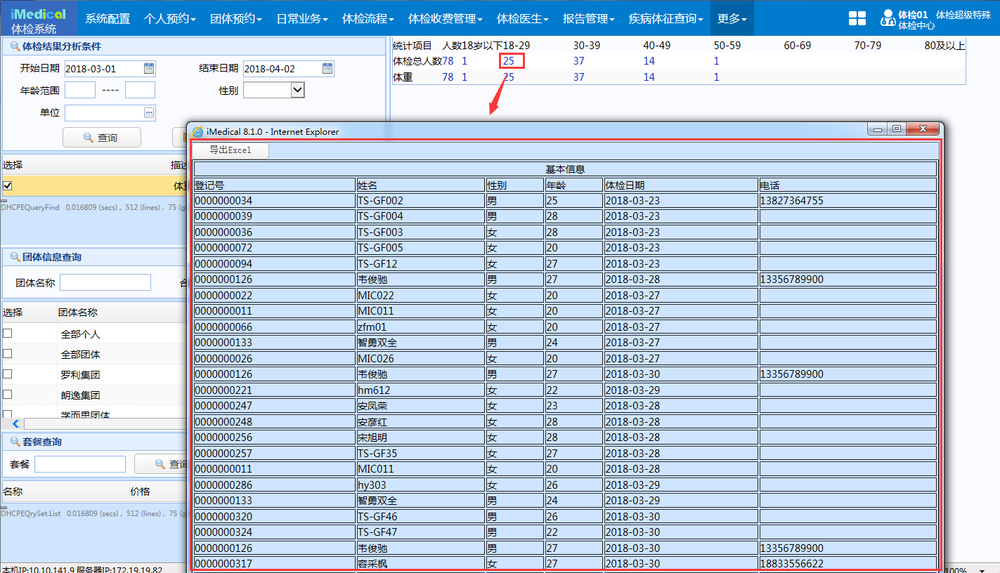 iMedical
体检系统
系统配置 个人预约 团体预约 日常业务 体检流程 体检收费管理 体检医生 报告管理 疾病体征查询 更多
体检01 体检超级特殊
体检中心
体检结果分析条件
开始日期 2018-03-01 结束日期 2018-04-02
年龄范围 ---- 性别
单位
查询
选择 描述
体重
DHCPEQueryFind 0.016809 (secs) , 512 (lines) , 75 (g
团体信息查询
团体名称 合
选择 团体名称
全部个人
全部团体
罗利集团
朗逸集团
学而思团体
套餐查询
套餐 查询
名称 价格
DHCPEQrySet.List 0.016809 (secs) , 512 (lines) , 75 (g
本机IP:10.10.141.9 服务器IP:172.19.19.82
统计项目 人数 18岁以下 18-29 30-39 40-49 50-59 60-69 70-79 80及以上
体检总人数 78 1 25 37 14 1
体重 78 1 25 37 14 1
iMedical 8.1.0 - Internet Explorer
导出Excel
基本信息
登记号 姓名 性别 年龄 体检日期 电话
0000000034 TS-GF002 男 25 2018-03-23 13827364755
0000000039 TS-GF004 男 28 2018-03-23
0000000036 TS-GF003 女 28 2018-03-23
0000000072 TS-GF005 女 20 2018-03-23
0000000094 TS-GF12 女 27 2018-03-23
0000000126 韦俊驰 男 27 2018-03-28 13356789900
0000000022 MIC022 女 20 2018-03-27
0000000011 MIC011 女 20 2018-03-27
0000000066 zfm01 女 20 2018-03-27
0000000133 智勇双全 男 24 2018-03-27
0000000026 MIC026 女 20 2018-03-27
0000000126 韦俊驰 男 27 2018-03-30 13356789900
0000000221 hm612 女 22 2018-03-29
0000000247 安凤荣 女 23 2018-03-28
0000000248 安彦红 女 28 2018-03-28
0000000256 宋旭明 女 28 2018-03-28
0000000257 TS-GF35 女 27 2018-03-28
0000000011 MIC011 女 20 2018-03-28
0000000286 hy303 女 26 2018-03-29
0000000133 智勇双全 男 24 2018-03-29
0000000320 TS-GF46 男 26 2018-03-30
0000000324 TS-GF47 男 22 2018-03-30
0000000126 韦俊驰 男 27 2018-03-30 13356789900
0000000317 容采枫 女 27 2018-03-30 18833556622
100%